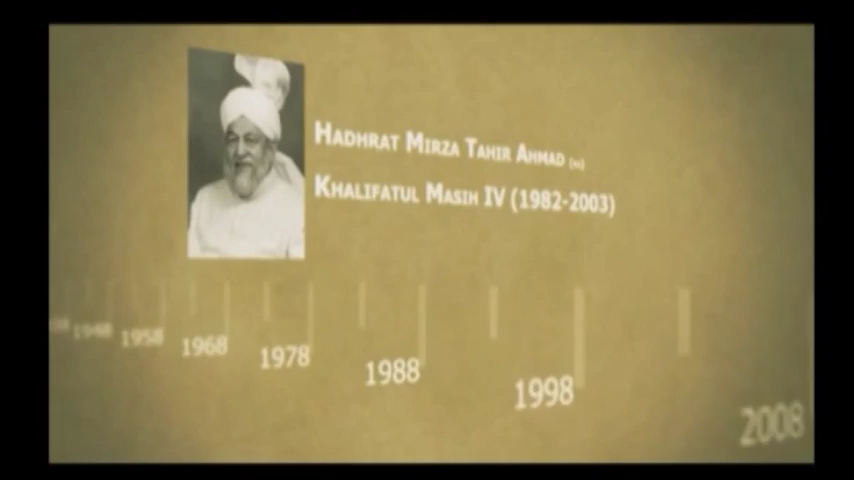 HADHRAT MIRZA TAHIR AHMAD
KHALIFATUL MASIH IV (1982-2003)
1948 1958 1968 1978 1988 1998 2008